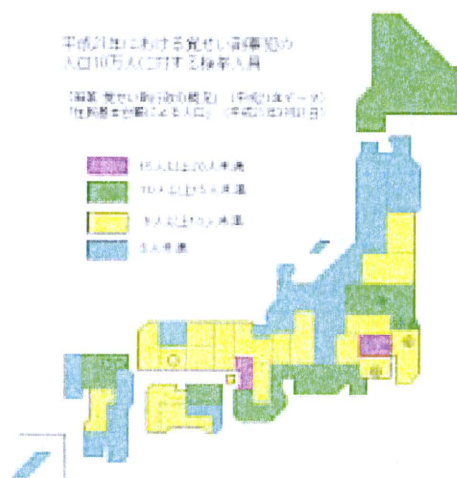 平成21年における覚せい剤事犯の
人口10万人に対する検挙人員
15人以上20人未満
10人以上15人未満
5人以上10人未満
5人未満